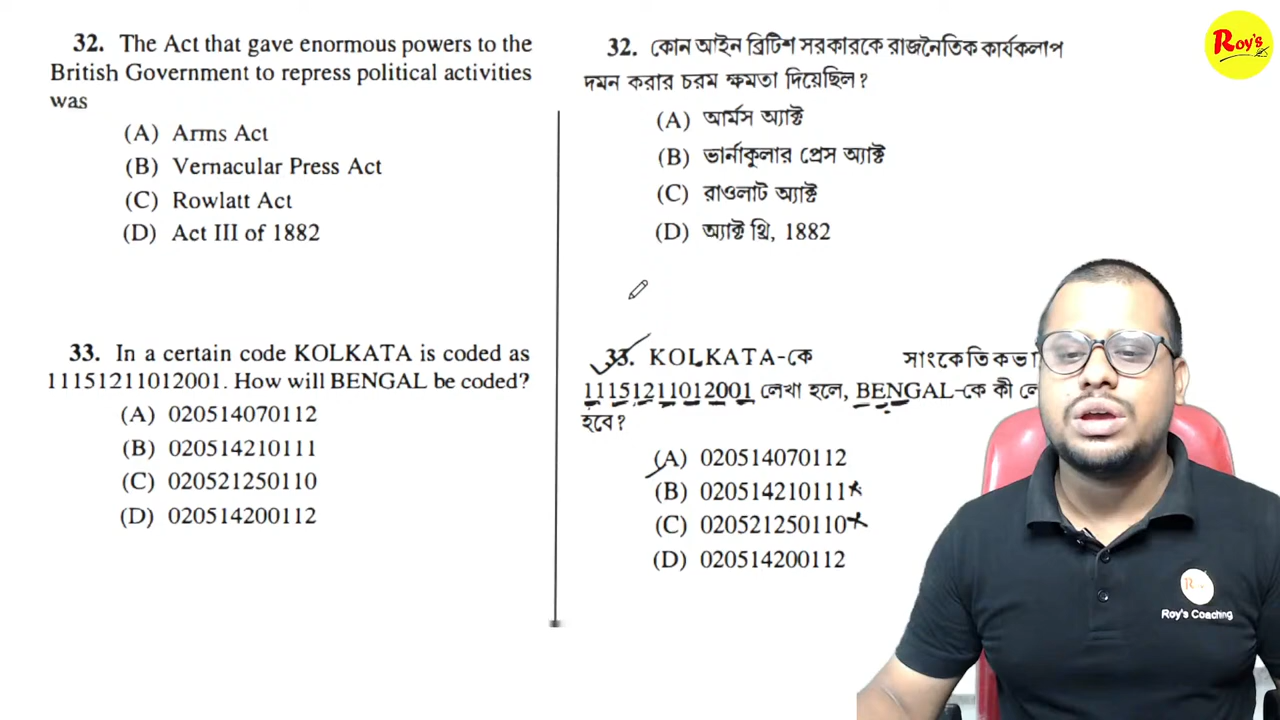 32. The Act that gave enormous powers to the
British Government to repress political activities
was
(A) Arms Act
(B) Vernacular Press Act
(C) Rowlatt Act
(D) Act III of 1882
33. In a certain code KOLKATA is coded as
11151211012001. How will BENGAL be coded?
(A) 020514070112
(B) 020514210111
(C) 020521250110
(D) 020514200112
32. কোন আইন ব্রিটিশ সরকারকে রাজনৈতিক কার্যকলাপ
দমন করার চরম ক্ষমতা দিয়েছিল?
(A) আর্মস অ্যাক্ট
(B) ভার্নাকুলার প্রেস অ্যাক্ট
(C) রাওলাট অ্যাক্ট
(D) অ্যাক্ট থ্রি, 1882
33. KOLKATA-কে সাংকেতিকভা
11151211012001 লেখা হলে, BENGAL-কে কী লে
হবে?
(A) 020514070112
(B) 020514210111
(C) 020521250110
(D) 020514200112
Roy's
Roy's Coaching